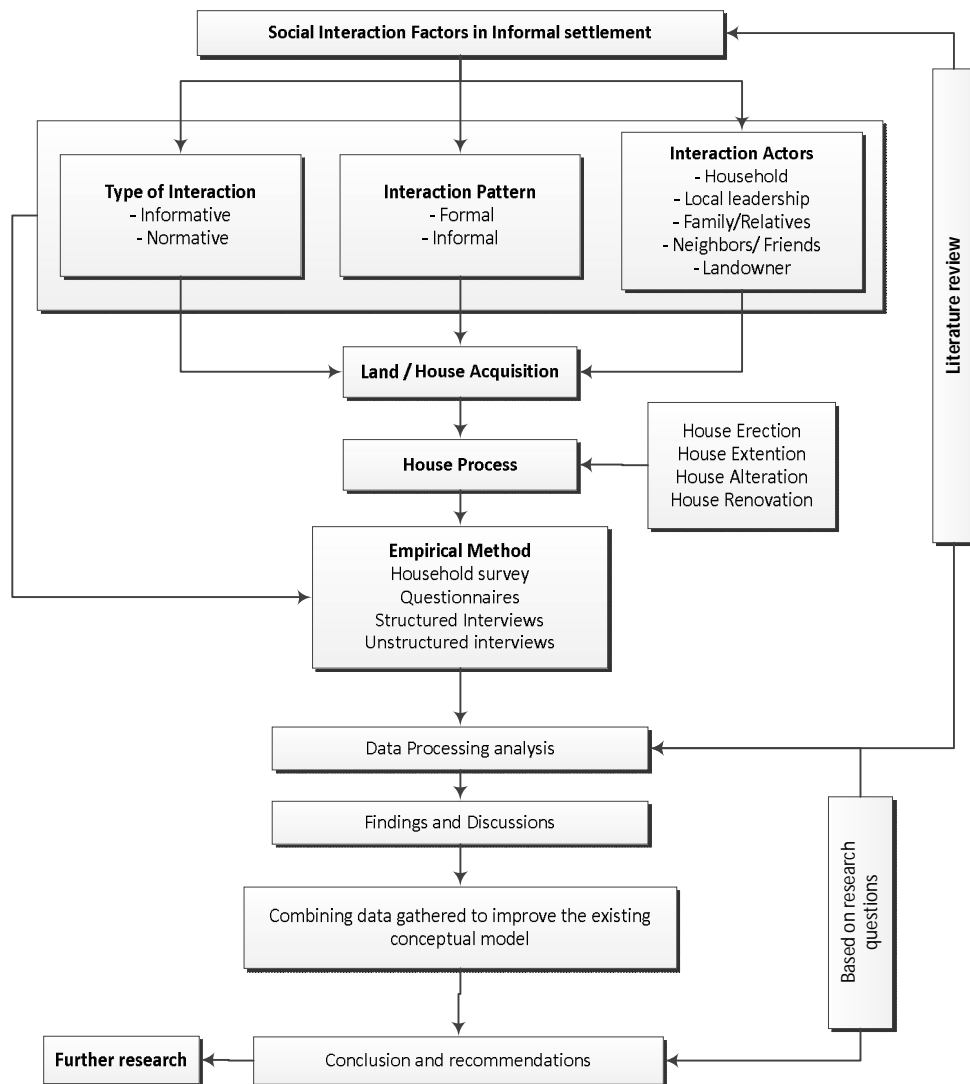 Social Interaction Factors in Informal settlement
Type of Interaction
- Informative
- Normative
Interaction Pattern
- Formal
- Informal
Interaction Actors
- Household
- Local leadership
- Family/Relatives
- Neighbors/ Friends
- Landowner
Literature review
Land / House Acquisition
House Process
House Erection
House Extention
House Alteration
House Renovation
Empirical Method
Household survey
Questionnaires
Structured Interviews
Unstructured interviews
Data Processing analysis
Findings and Discussions
Combining data gathered to improve the existing
conceptual model
Based on research
questions
Further research
Conclusion and recommendations